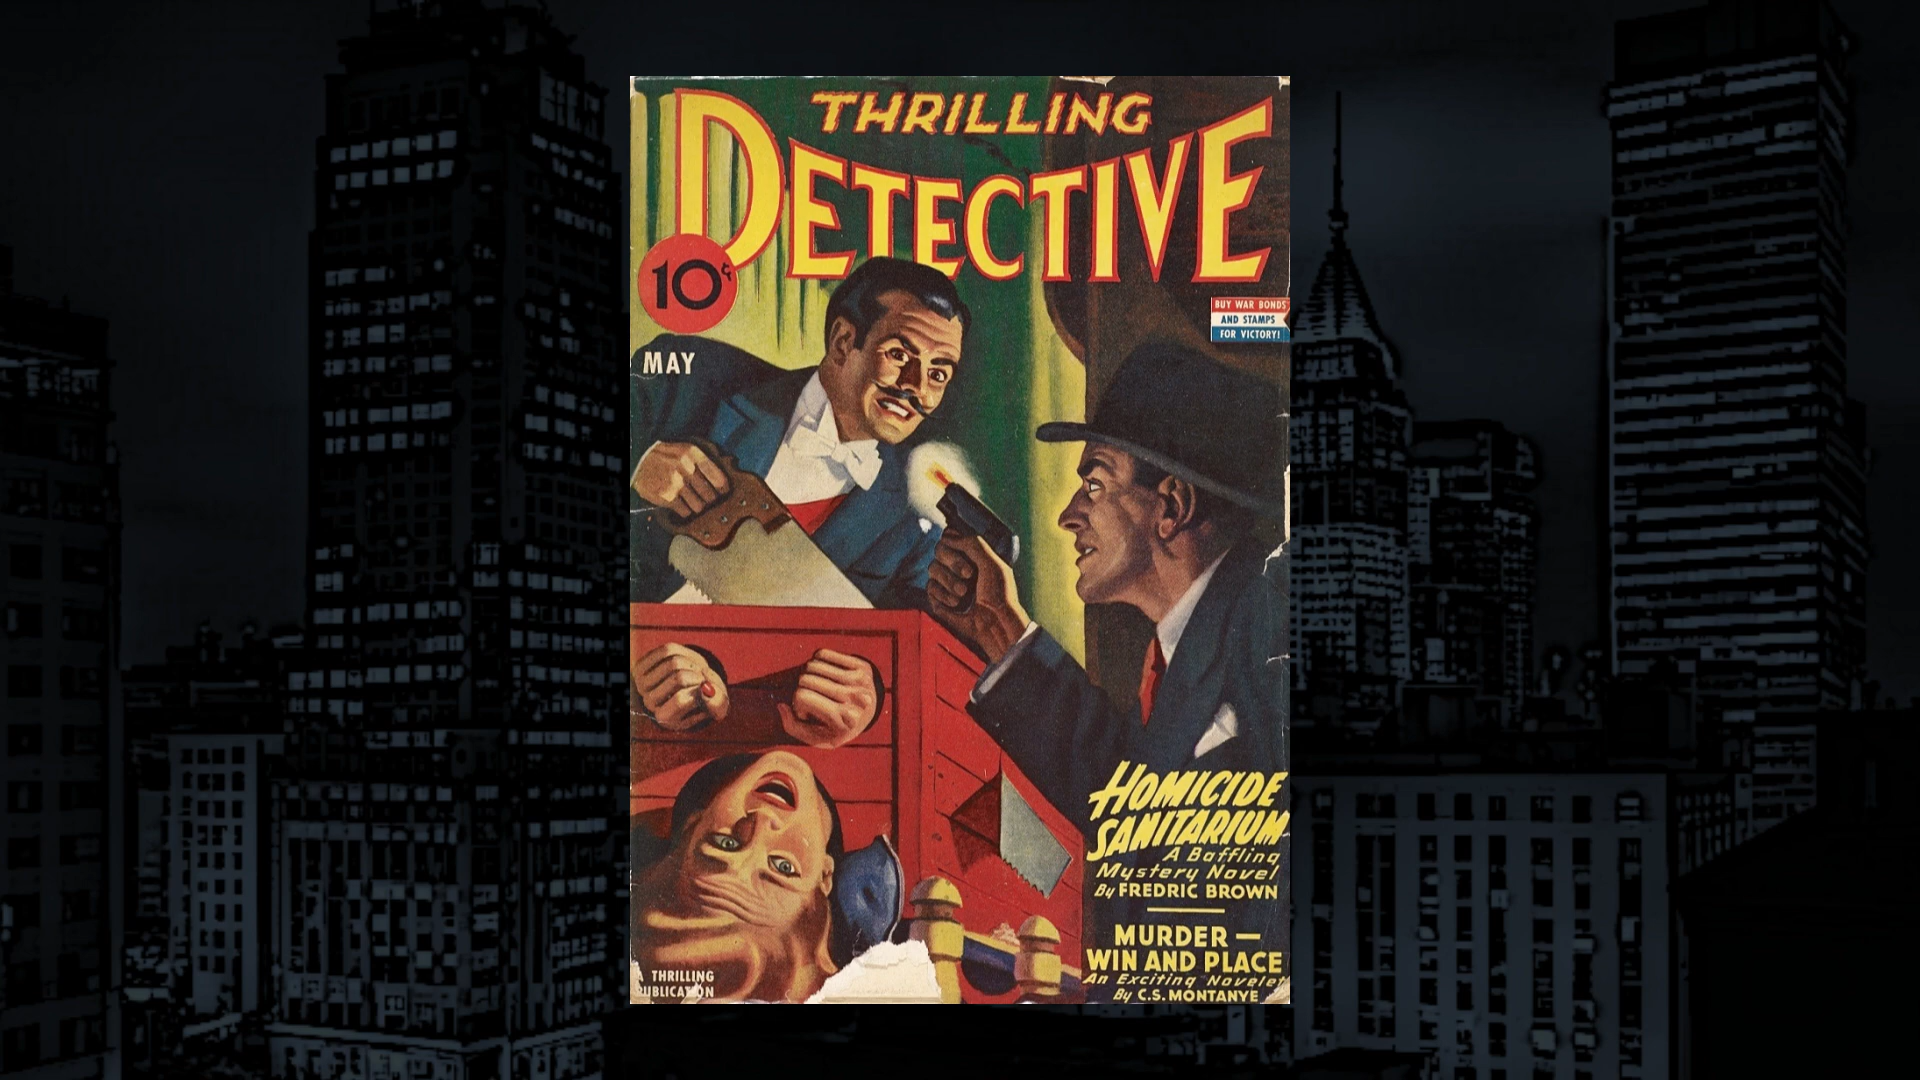 THRILLING
DETECTIVE
10¢
MAY
BUY WAR BONDS
AND STAMPS
FOR VICTORY!
HOMICIDE
SANITARIUM
A Baffling
Mystery Novel
By FREDRIC BROWN
MURDER —
WIN AND PLACE
An Exciting Novelet
By C.S. MONTANYE
A THRILLING
PUBLICATION